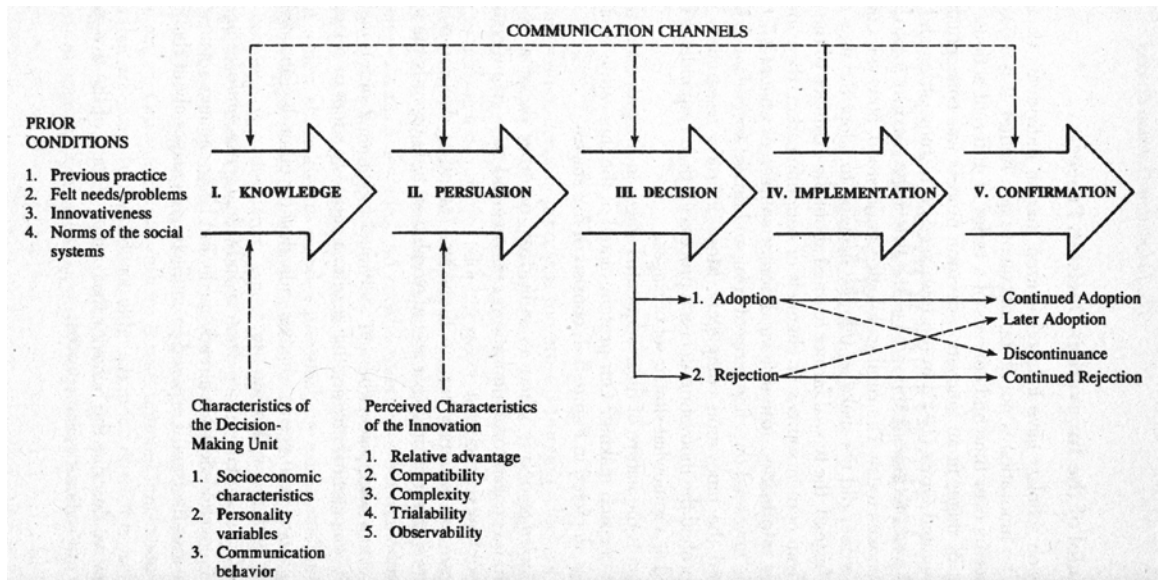 COMMUNICATION CHANNELS
PRIOR
CONDITIONS
1. Previous practice
2. Felt needs/problems
3. Innovativeness
4. Norms of the social
systems
I. KNOWLEDGE
II. PERSUASION
III. DECISION
IV. IMPLEMENTATION
V. CONFIRMATION
1. Adoption
2. Rejection
Continued Adoption
Later Adoption
Discontinuance
Continued Rejection
Characteristics of
the Decision-
Making Unit
1. Socioeconomic
characteristics
2. Personality
variables
3. Communication
behavior
Perceived Characteristics
of the Innovation
1. Relative advantage
2. Compatibility
3. Complexity
4. Trialability
5. Observability